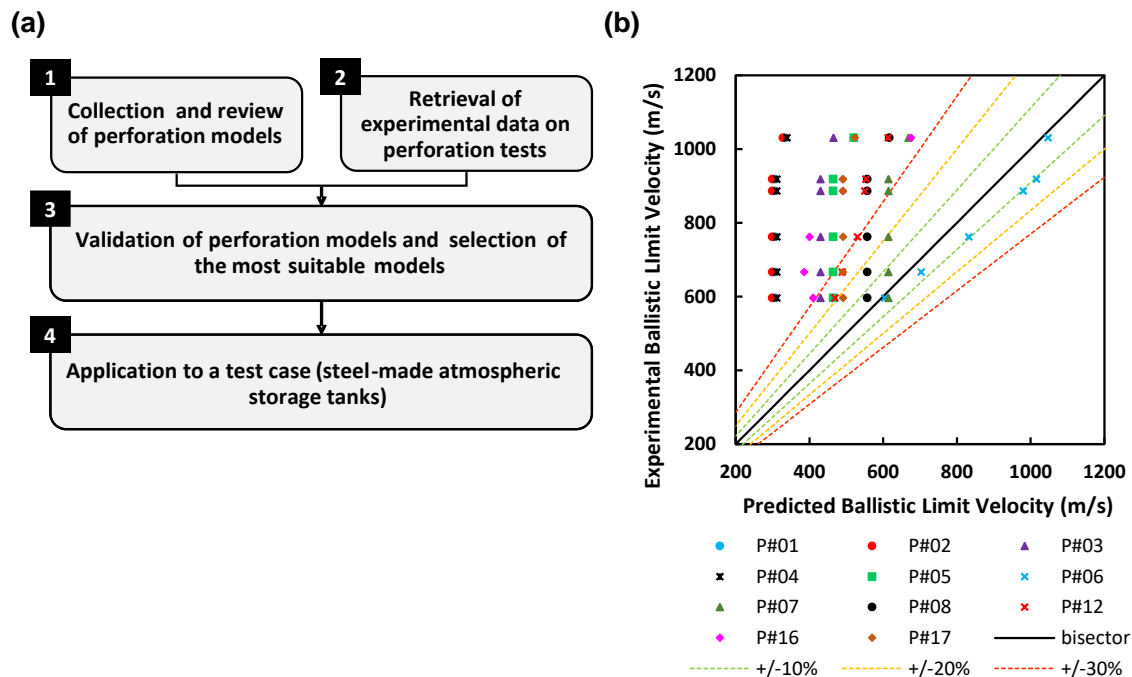 (a)
1
Collection and review
of perforation models
2
Retrieval of
experimental data on
perforation tests
3
Validation of perforation models and selection of
the most suitable models
4
Application to a test case (steel-made atmospheric
storage tanks)
(b)
Experimental Ballistic LImit Velocity (m/s)
1200
1000
800
600
400
200
200 400 600 800 1000 1200
Predicted Ballistic Limit Velocity (m/s)
P#01 P#02 P#03
P#04 P#05 P#06
P#07 P#08 P#12
P#16 P#17 bisector
+/-10% +/-20% +/-30%